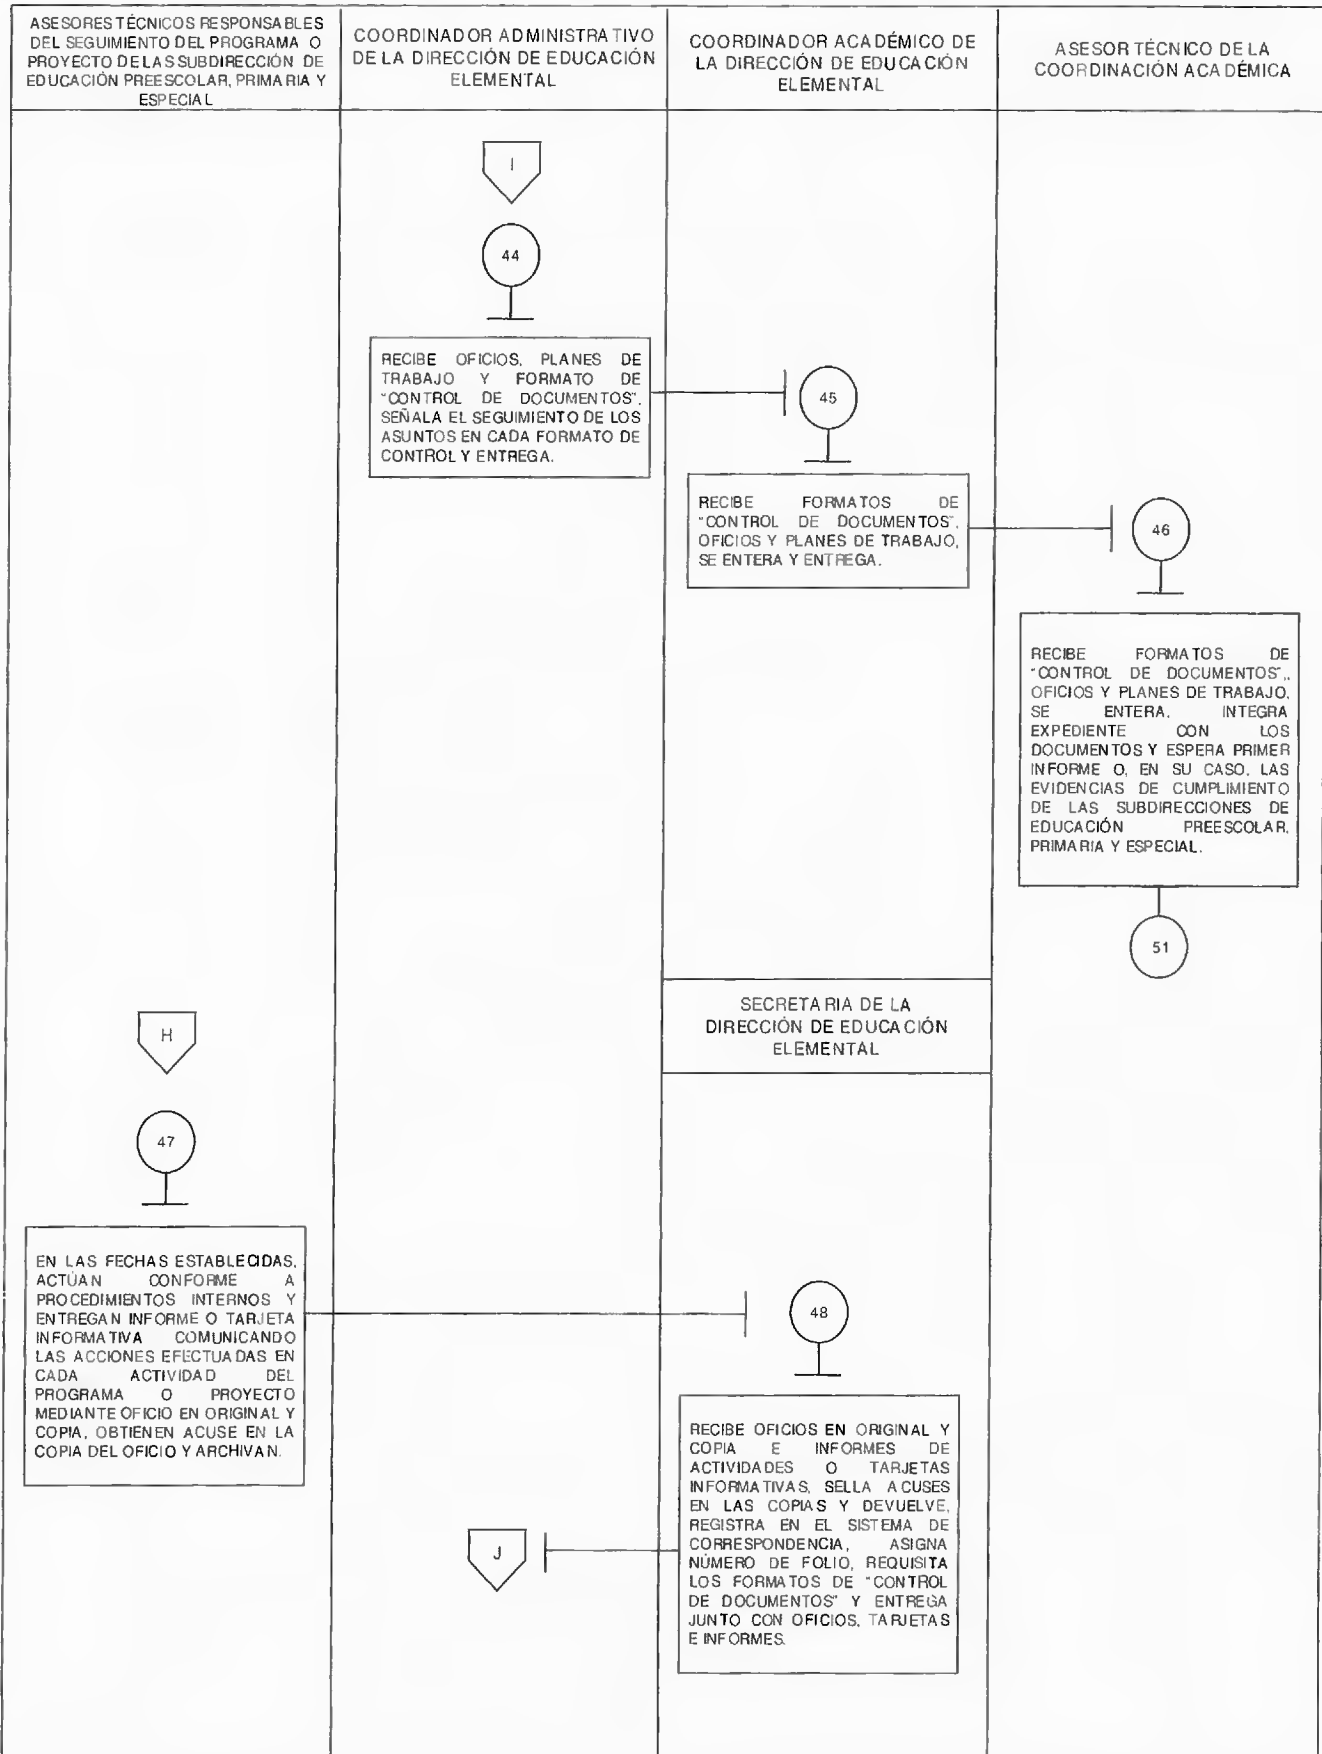 ASESORES TÉCNICOS RESPONSABLES
DEL SEGUIMIENTO DEL PROGRAMA O
PROYECTO DE LAS SUBDIRECCIÓN DE
EDUCACIÓN PREESCOLAR, PRIMARIA Y
ESPECIAL
COORDINADOR ADMINISTRATIVO
DE LA DIRECCIÓN DE EDUCACIÓN
ELEMENTAL
COORDINADOR ACADÉMICO DE
LA DIRECCIÓN DE EDUCACIÓN
ELEMENTAL
ASESOR TÉCNICO DE LA
COORDINACIÓN ACADÉMICA
I
44
RECIBE OFICIOS, PLANES DE
TRABAJO Y FORMATO DE
"CONTROL DE DOCUMENTOS",
SEÑALA EL SEGUIMIENTO DE LOS
ASUNTOS EN CADA FORMATO DE
CONTROL Y ENTREGA.
45
RECIBE FORMATOS DE
"CONTROL DE DOCUMENTOS",
OFICIOS Y PLANES DE TRABAJO,
SE ENTERA Y ENTREGA.
46
RECIBE FORMATOS DE
"CONTROL DE DOCUMENTOS",,
OFICIOS Y PLANES DE TRABAJO,
SE ENTERA, INTEGRA
EXPEDIENTE CON LOS
DOCUMENTOS Y ESPERA PRIMER
INFORME O, EN SU CASO, LAS
EVIDENCIAS DE CUMPLIMIENTO
DE LAS SUBDIRECCIONES DE
EDUCACIÓN PREESCOLAR,
PRIMARIA Y ESPECIAL.
51
SECRETARIA DE LA
DIRECCIÓN DE EDUCACIÓN
ELEMENTAL
H
47
EN LAS FECHAS ESTABLECIDAS,
ACTÚAN CONFORME A
PROCEDIMIENTOS INTERNOS Y
ENTREGAN INFORME O TARJETA
INFORMATIVA COMUNICANDO
LAS ACCIONES EFECTUADAS EN
CADA ACTIVIDAD DEL
PROGRAMA O PROYECTO
MEDIANTE OFICIO EN ORIGINAL Y
COPIA, OBTIENEN ACUSE EN LA
COPIA DEL OFICIO Y ARCHIVAN.
48
RECIBE OFICIOS EN ORIGINAL Y
COPIA E INFORMES DE
ACTIVIDADES O TARJETAS
INFORMATIVAS, SELLA ACUSES
EN LAS COPIAS Y DEVUELVE,
REGISTRA EN EL SISTEMA DE
CORRESPONDENCIA, ASIGNA
NÚMERO DE FOLIO, REQUISITA
LOS FORMATOS DE "CONTROL
DE DOCUMENTOS" Y ENTREGA
JUNTO CON OFICIOS, TARJETAS
E INFORMES.
J